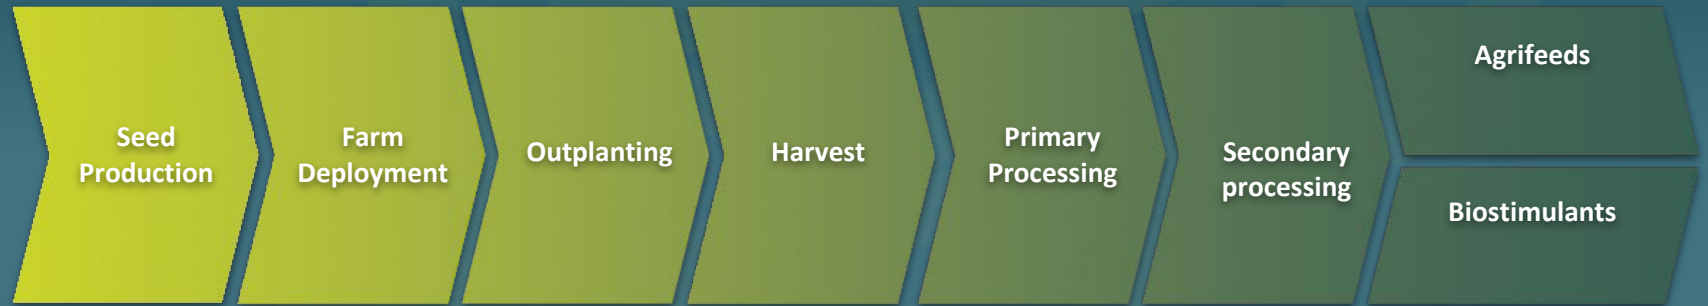 Seed
Production
Farm
Deployment
Outplanting
Harvest
Primary
Processing
Secondary
processing
Agrifeeds
Biostimulants